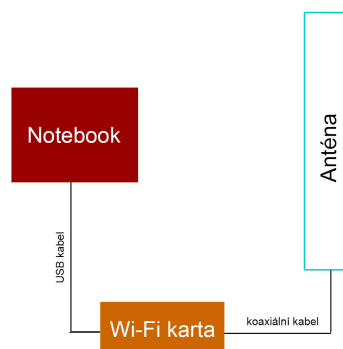 Notebook
Anténa
USB kabel
Wi-Fi karta
koaxiální kabel